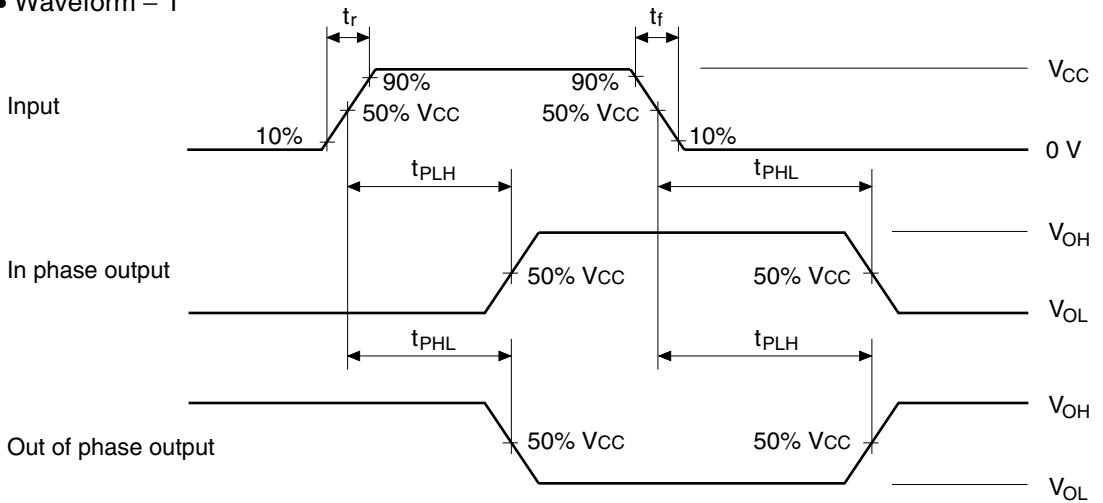 • Waveform – 1
tr
tf
90%
90%
VCC
Input
50% VCC
50% VCC
10%
10%
0 V
tPLH
tPHL
VOH
In phase output
50% VCC
50% VCC
VOL
tPHL
tPLH
VOH
Out of phase output
50% VCC
50% VCC
VOL